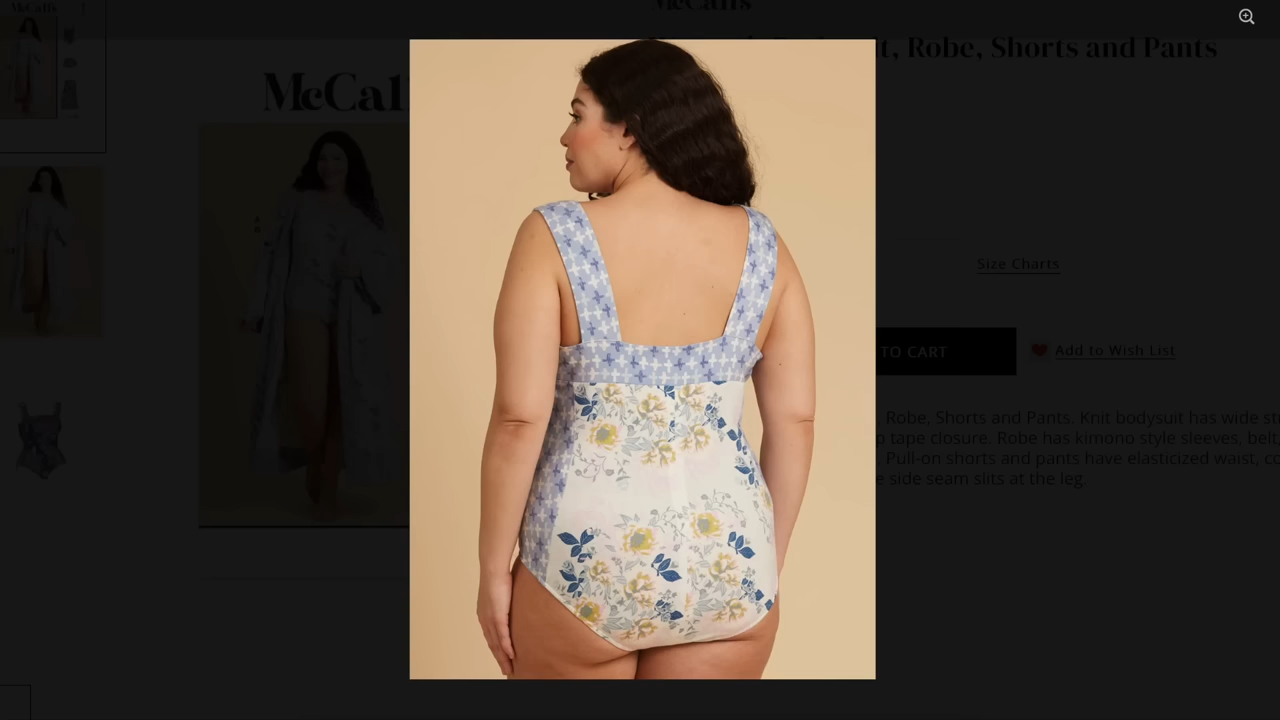 McCall's
t, Robe, Shorts and Pants
McCal
Size Charts
TO CART
Add to Wish List
Robe, Shorts and Pants. Knit bodysuit has wide st
p tape closure. Robe has kimono style sleeves, belt
Pull-on shorts and pants have elasticized waist, co
e side seam slits at the leg.